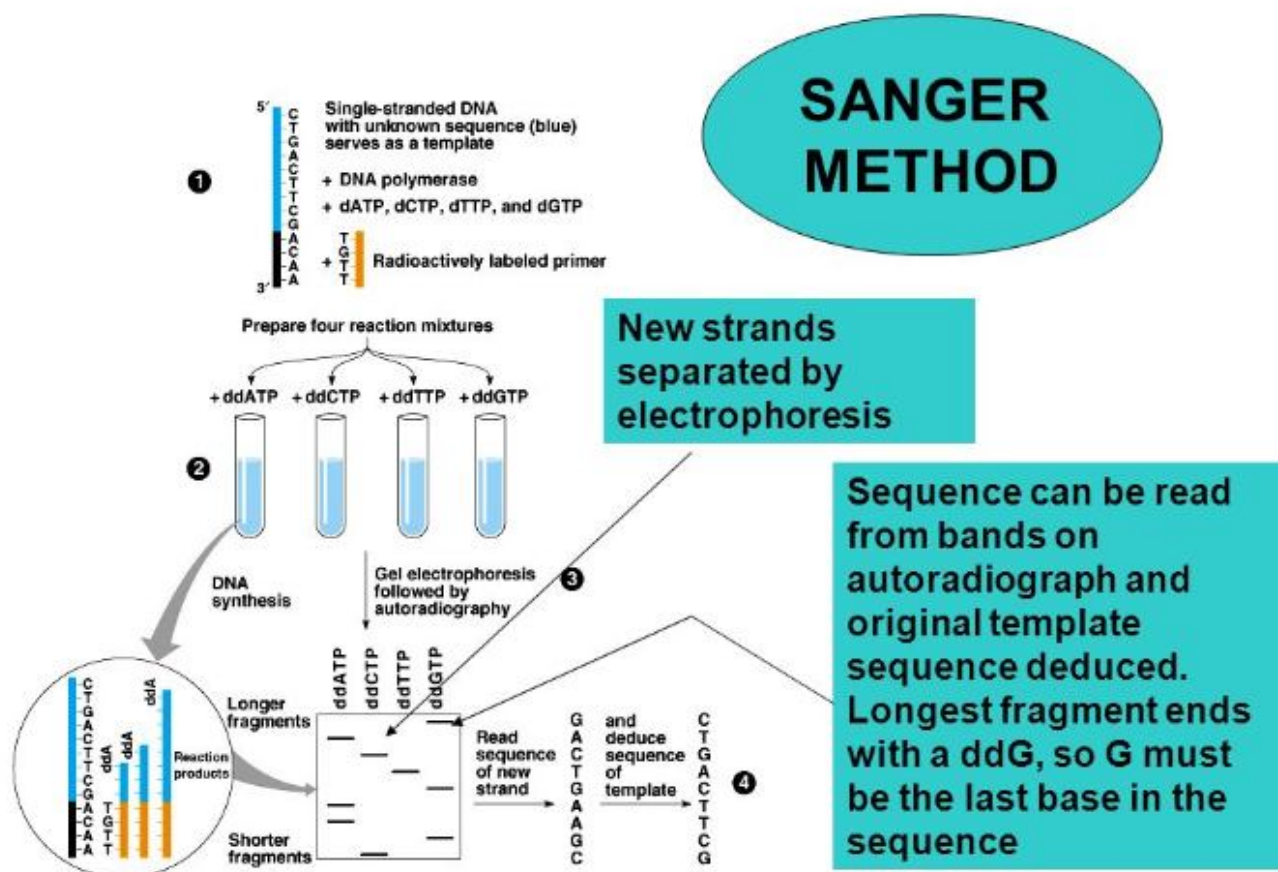 SANGER
METHOD
5'
C
T
G
A
C
T
T
C
G
A
C
A
A
3'
Single-stranded DNA
with unknown sequence (blue)
serves as a template
1
+ DNA polymerase
+ dATP, dCTP, dTTP, and dGTP
+
T
G
T
T
Radioactively labeled primer
Prepare four reaction mixtures
+ ddATP + ddCTP + ddTTP + ddGTP
2
New strands
separated by
electrophoresis
DNA
synthesis
Gel electrophoresis
followed by
autoradiography
3
Sequence can be read
from bands on
autoradiograph and
original template
sequence deduced.
Longest fragment ends
with a ddG, so G must
be the last base in the
sequence
C
T
G
A
C
T
T
C
G
A
C
A
A
ddA
T
G
T
T
ddA
ddA
Reaction
products
ddATP
ddCTP
ddTTP
ddGTP
Longer
fragments
Shorter
fragments
Read
sequence
of new
strand
G
A
C
T
G
A
A
G
C
and
deduce
sequence
of
template
C
T
G
A
C
T
T
C
G
4